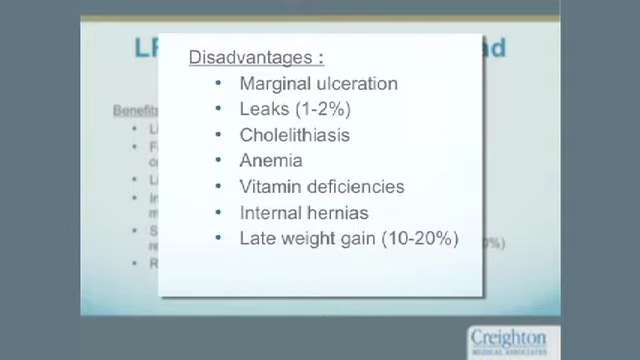 Disadvantages :
• Marginal ulceration
• Leaks (1-2%)
• Cholelithiasis
• Anemia
• Vitamin deficiencies
• Internal hernias
• Late weight gain (10-20%)
Benefits
Creighton
MEDICAL ASSOCIATES